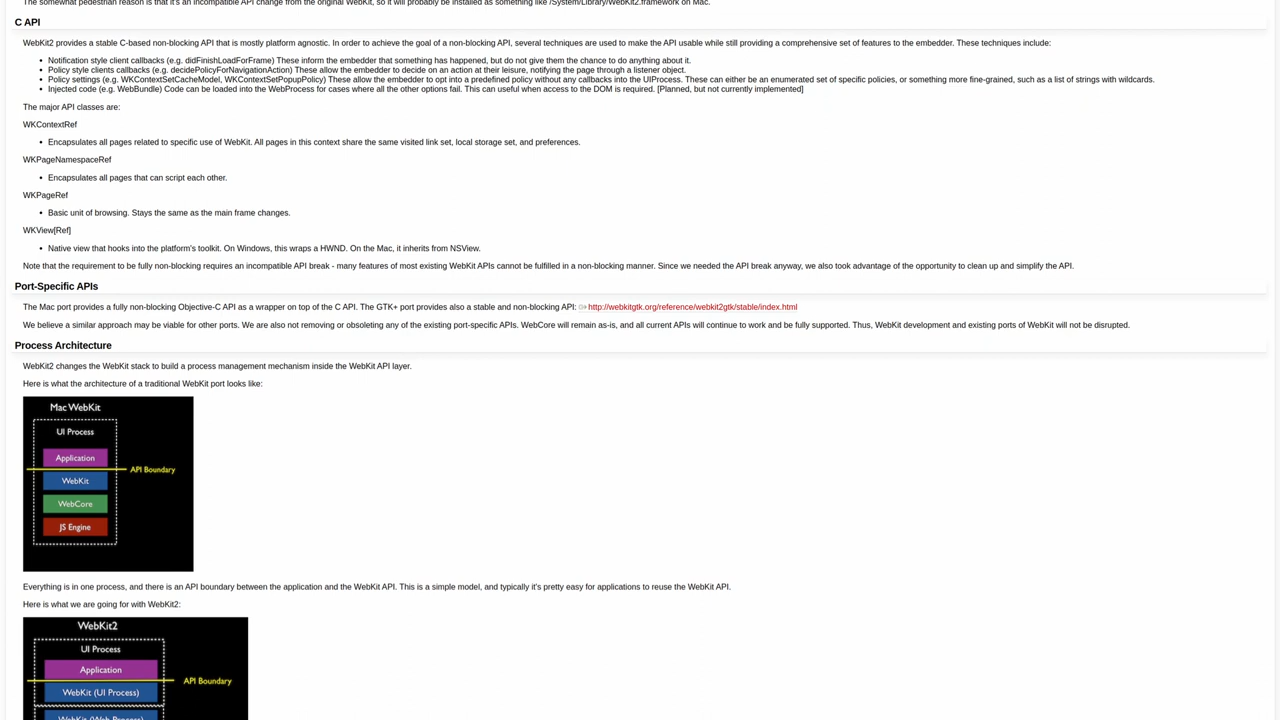 The somewhat pedestrian reason is that it's an incompatible API change from the original WebKit, so it will probably be installed as something like /System/Library/WebKit2.framework on Mac.
C API
WebKit2 provides a stable C-based non-blocking API that is mostly platform agnostic. In order to achieve the goal of a non-blocking API, several techniques are used to make the API usable while still providing a comprehensive set of features to the embedder. These techniques include:
• Notification style client callbacks (e.g. didFinishLoadForFrame) These inform the embedder that something has happened, but do not give them the chance to do anything about it.
• Policy style clients callbacks (e.g. decidePolicyForNavigationAction) These allow the embedder to decide on an action at their leisure, notifying the page through a listener object.
• Policy settings (e.g. WKContextSetCacheModel, WKContextSetPopupPolicy) These allow the embedder to opt into a predefined policy without any callbacks into the UIProcess. These can either be an enumerated set of specific policies, or something more fine-grained, such as a list of strings with wildcards.
• Injected code (e.g. WebBundle) Code can be loaded into the WebProcess for cases where all the other options fail. This can useful when access to the DOM is required. [Planned, but not currently implemented]
The major API classes are:
WKContextRef
• Encapsulates all pages related to specific use of WebKit. All pages in this context share the same visited link set, local storage set, and preferences.
WKPageNamespaceRef
• Encapsulates all pages that can script each other.
WKPageRef
• Basic unit of browsing. Stays the same as the main frame changes.
WKView[Ref]
• Native view that hooks into the platform's toolkit. On Windows, this wraps a HWND. On the Mac, it inherits from NSView.
Note that the requirement to be fully non-blocking requires an incompatible API break - many features of most existing WebKit APIs cannot be fulfilled in a non-blocking manner. Since we needed the API break anyway, we also took advantage of the opportunity to clean up and simplify the API.
Port-Specific APIs
The Mac port provides a fully non-blocking Objective-C API as a wrapper on top of the C API. The GTK+ port provides also a stable and non-blocking API: http://webkitgtk.org/reference/webkit2gtk/stable/index.html
We believe a similar approach may be viable for other ports. We are also not removing or obsoleting any of the existing port-specific APIs. WebCore will remain as-is, and all current APIs will continue to work and be fully supported. Thus, WebKit development and existing ports of WebKit will not be disrupted.
Process Architecture
WebKit2 changes the WebKit stack to build a process management mechanism inside the WebKit API layer.
Here is what the architecture of a traditional WebKit port looks like:
Mac WebKit
UI Process
Application
API Boundary
WebKit
WebCore
JS Engine
Everything is in one process, and there is an API boundary between the application and the WebKit API. This is a simple model, and typically it's pretty easy for applications to reuse the WebKit API.
Here is what we are going for with WebKit2:
WebKit2
UI Process
Application
API Boundary
WebKit (UI Process)
WebKit (Web Process)